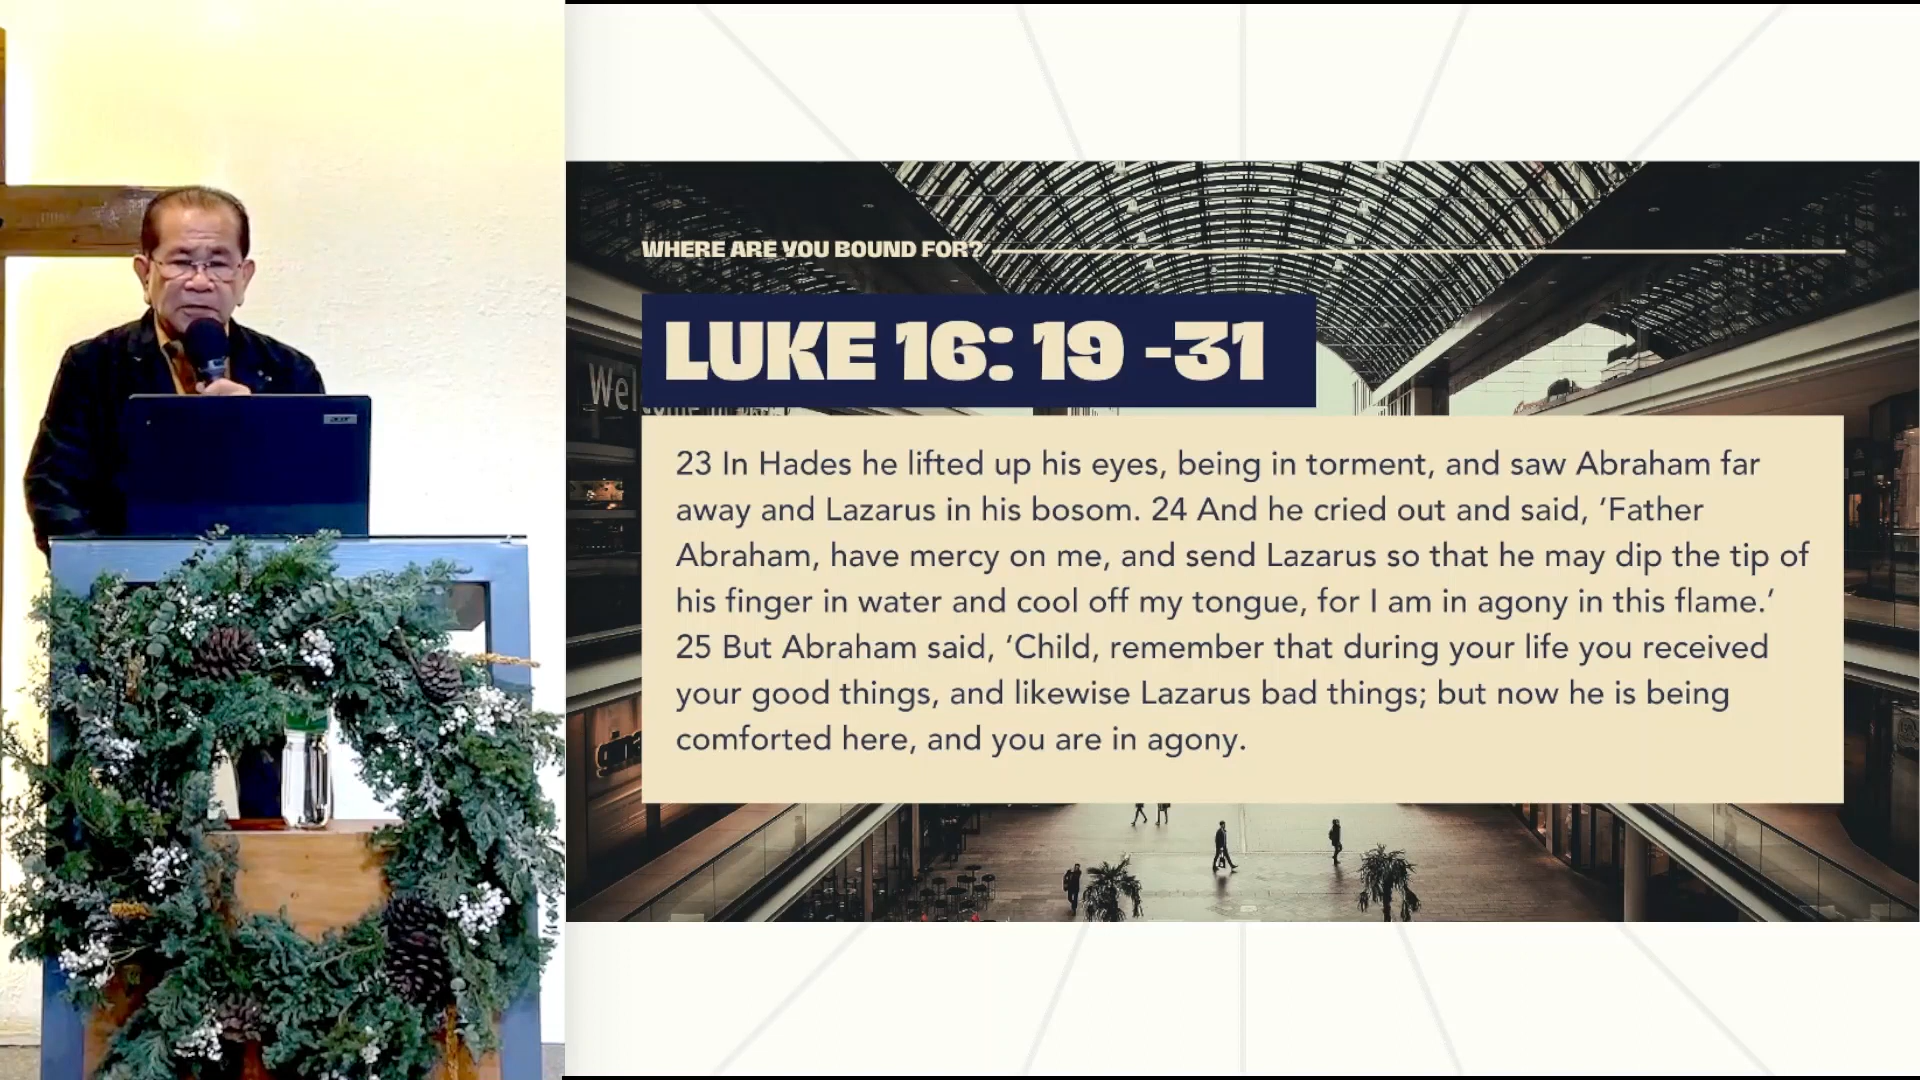 WHERE ARE YOU BOUND FOR?
LUKE 16: 19 -31
23 In Hades he lifted up his eyes, being in torment, and saw Abraham far
away and Lazarus in his bosom. 24 And he cried out and said, ‘Father
Abraham, have mercy on me, and send Lazarus so that he may dip the tip of
his finger in water and cool off my tongue, for I am in agony in this flame.’
25 But Abraham said, ‘Child, remember that during your life you received
your good things, and likewise Lazarus bad things; but now he is being
comforted here, and you are in agony.
acer